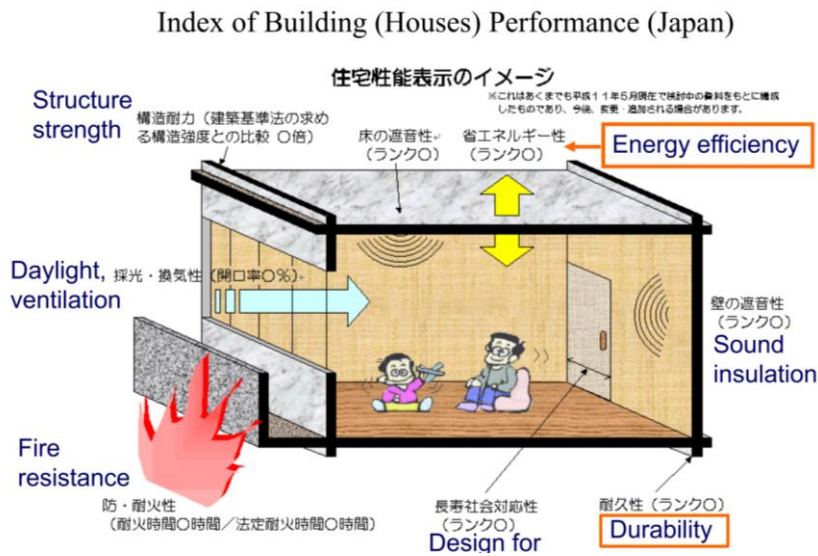 Index of Building (Houses) Performance (Japan)
住宅性能表示のイメージ
※これはあくまでも平成11年5月現在で検討中の資料をもとに構成
したものであり、今後、変更・追加される場合があります。
Structure
strength
構造耐力（建築基準法の求め
る構造強度との比較 〇倍）
床の遮音性
（ランク〇）
省エネルギー性
（ランク〇）
Energy efficiency
Daylight,
ventilation
採光・換気性（開口率〇％）
壁の遮音性
（ランク〇）
Sound
insulation
Fire
resistance
防・耐火性
（耐火時間〇時間／法定耐火時間〇時間）
長寿社会対応性
（ランク〇）
Design for
耐久性（ランク〇）
Durability